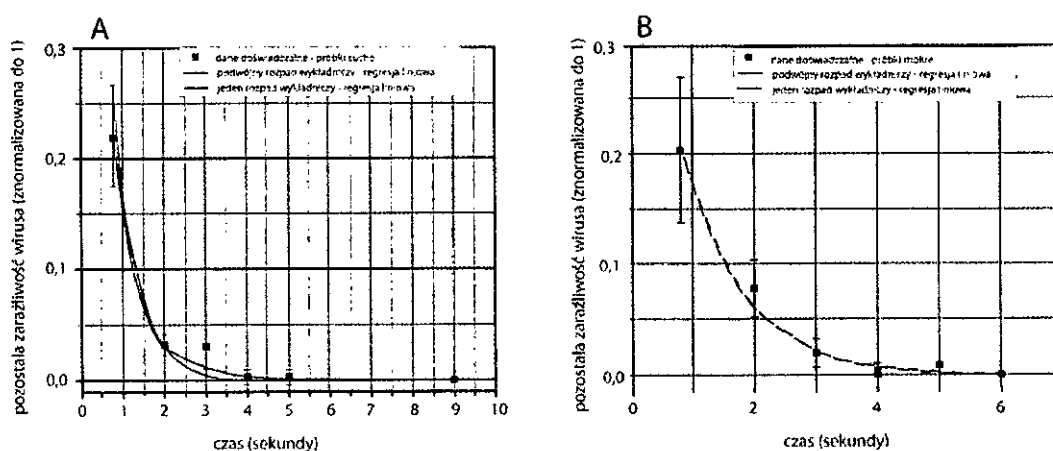 A
0,3
0,2
0,1
0,0
pozostała zaraźliwość wirusa (znormalizowana do 1)
dane doświadczalne - próbki suche
podwójny rozpad wykładniczy - regresja liniowa
jeden rozpad wykładniczy - regresja liniowa
0 1 2 3 4 5 6 7 8 9 10
czas (sekundy)
B
0,3
0,2
0,1
0,0
pozostała zaraźliwość wirusa (znormalizowana do 1)
dane doświadczalne - próbki mokre
podwójny rozpad wykładniczy - regresja liniowa
jeden rozpad wykładniczy - regresja liniowa
0 2 4 6
czas (sekundy)